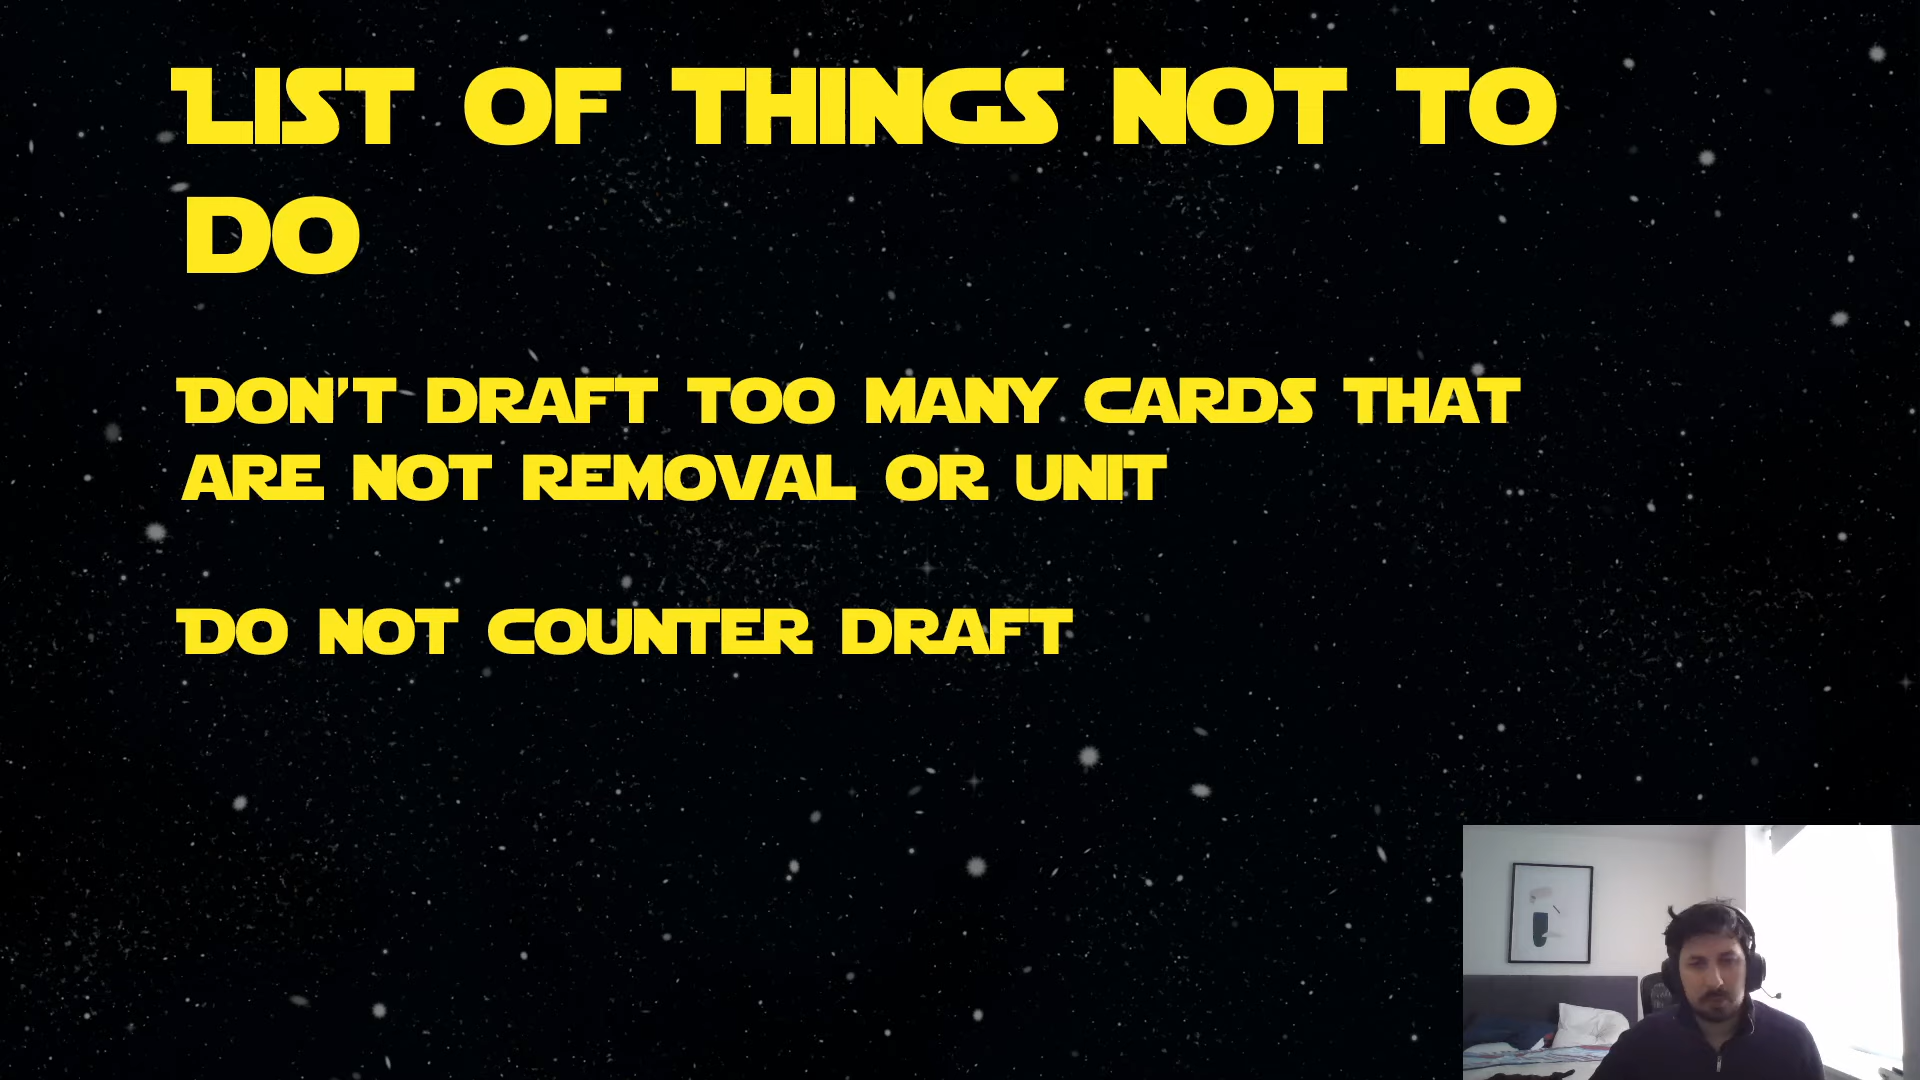 List of things not to
do
Don't draft too many cards that
are not removal or unit
Do not counter draft